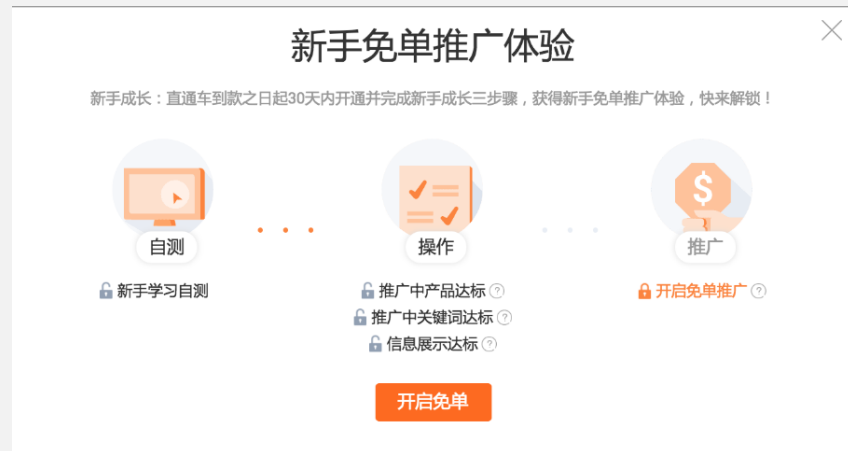 新手免单推广体验
新手成长：直通车到款之日起30天内开通并完成新手成长三步骤，获得新手免单推广体验，快来解锁！
$
自测
操作
推广
新手学习自测
推广中产品达标 ?
开启免单推广 ?
推广中关键词达标 ?
信息展示达标 ?
开启免单